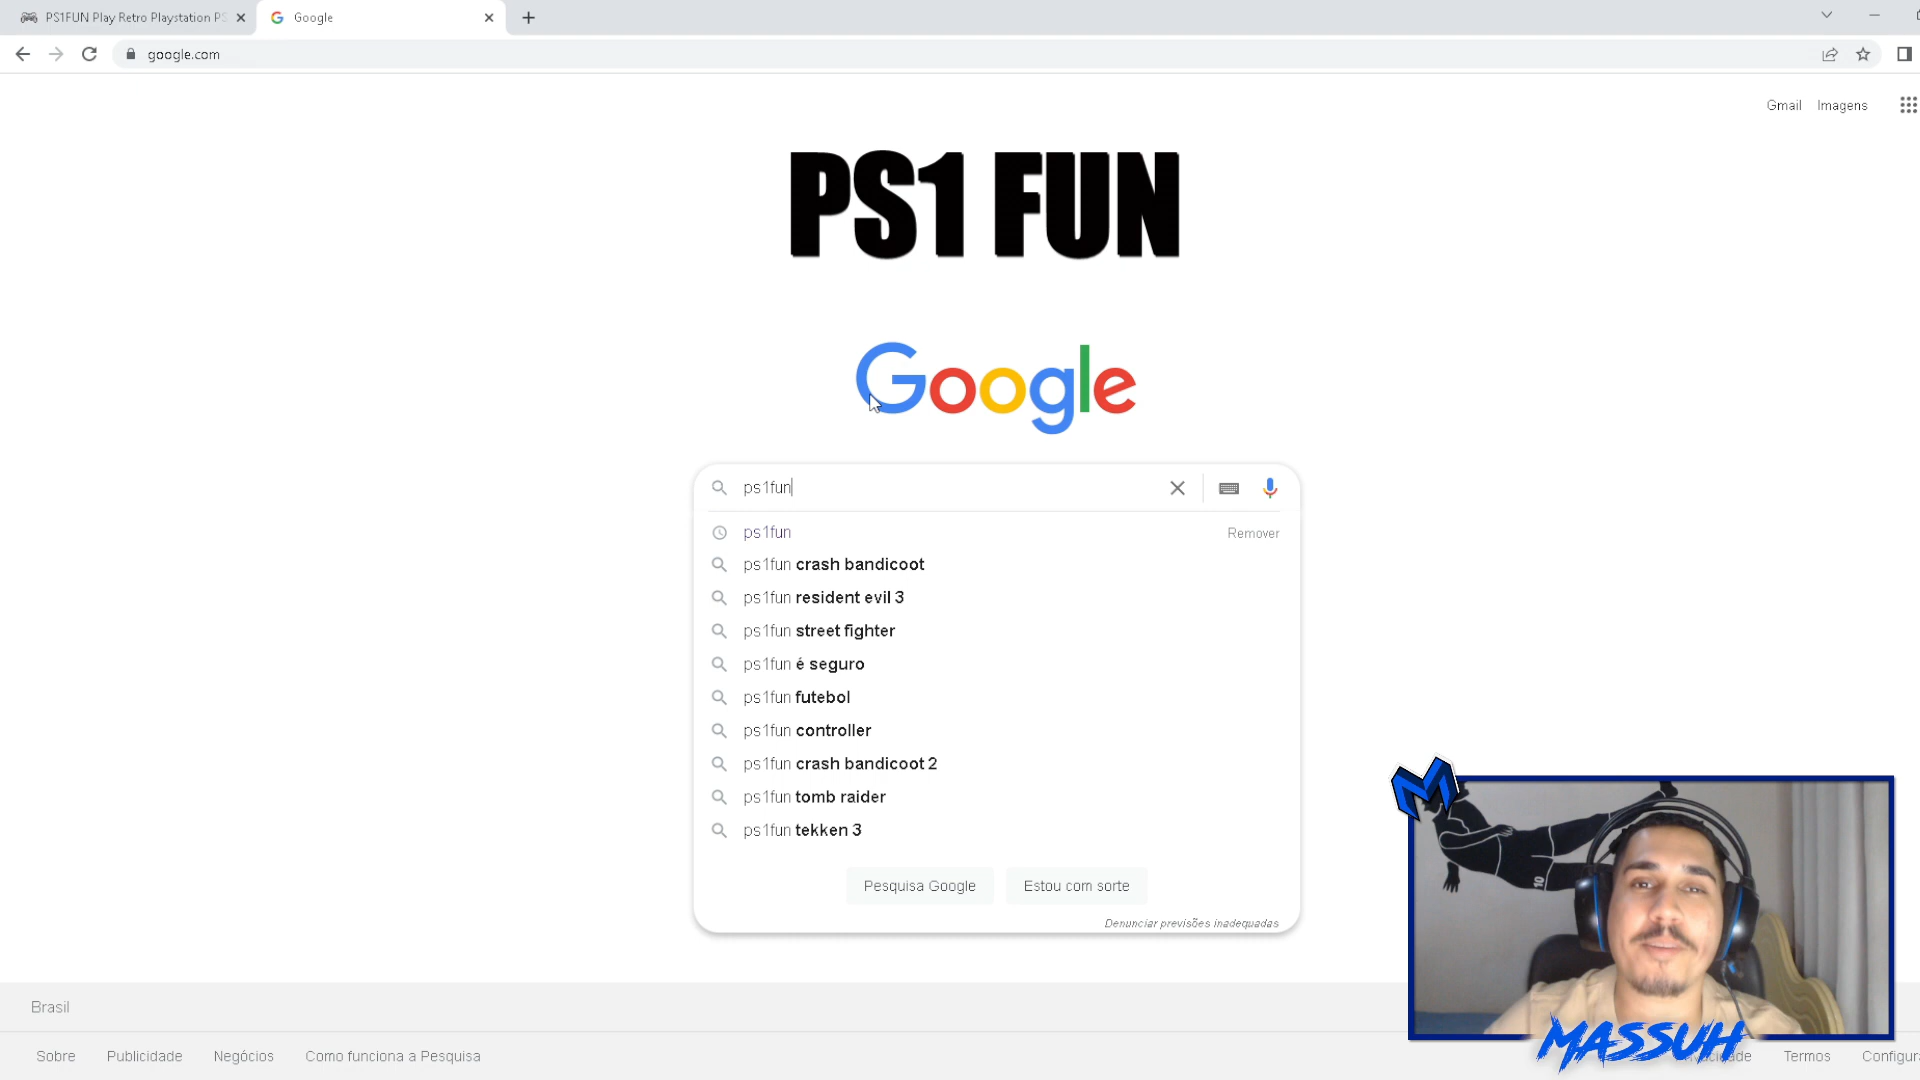 PS1FUN Play Retro Playstation PS
Google
google.com
Gmail Imagens
PS1 FUN
Google
ps1fun
ps1fun Remover
ps1fun crash bandicoot
ps1fun resident evil 3
ps1fun street fighter
ps1fun é seguro
ps1fun futebol
ps1fun controller
ps1fun crash bandicoot 2
ps1fun tomb raider
ps1fun tekken 3
Pesquisa Google Estou com sorte
Denunciar previsões inadequadas
M
10
MASSUH
Brasil
Sobre Publicidade Negócios Como funciona a Pesquisa Termos